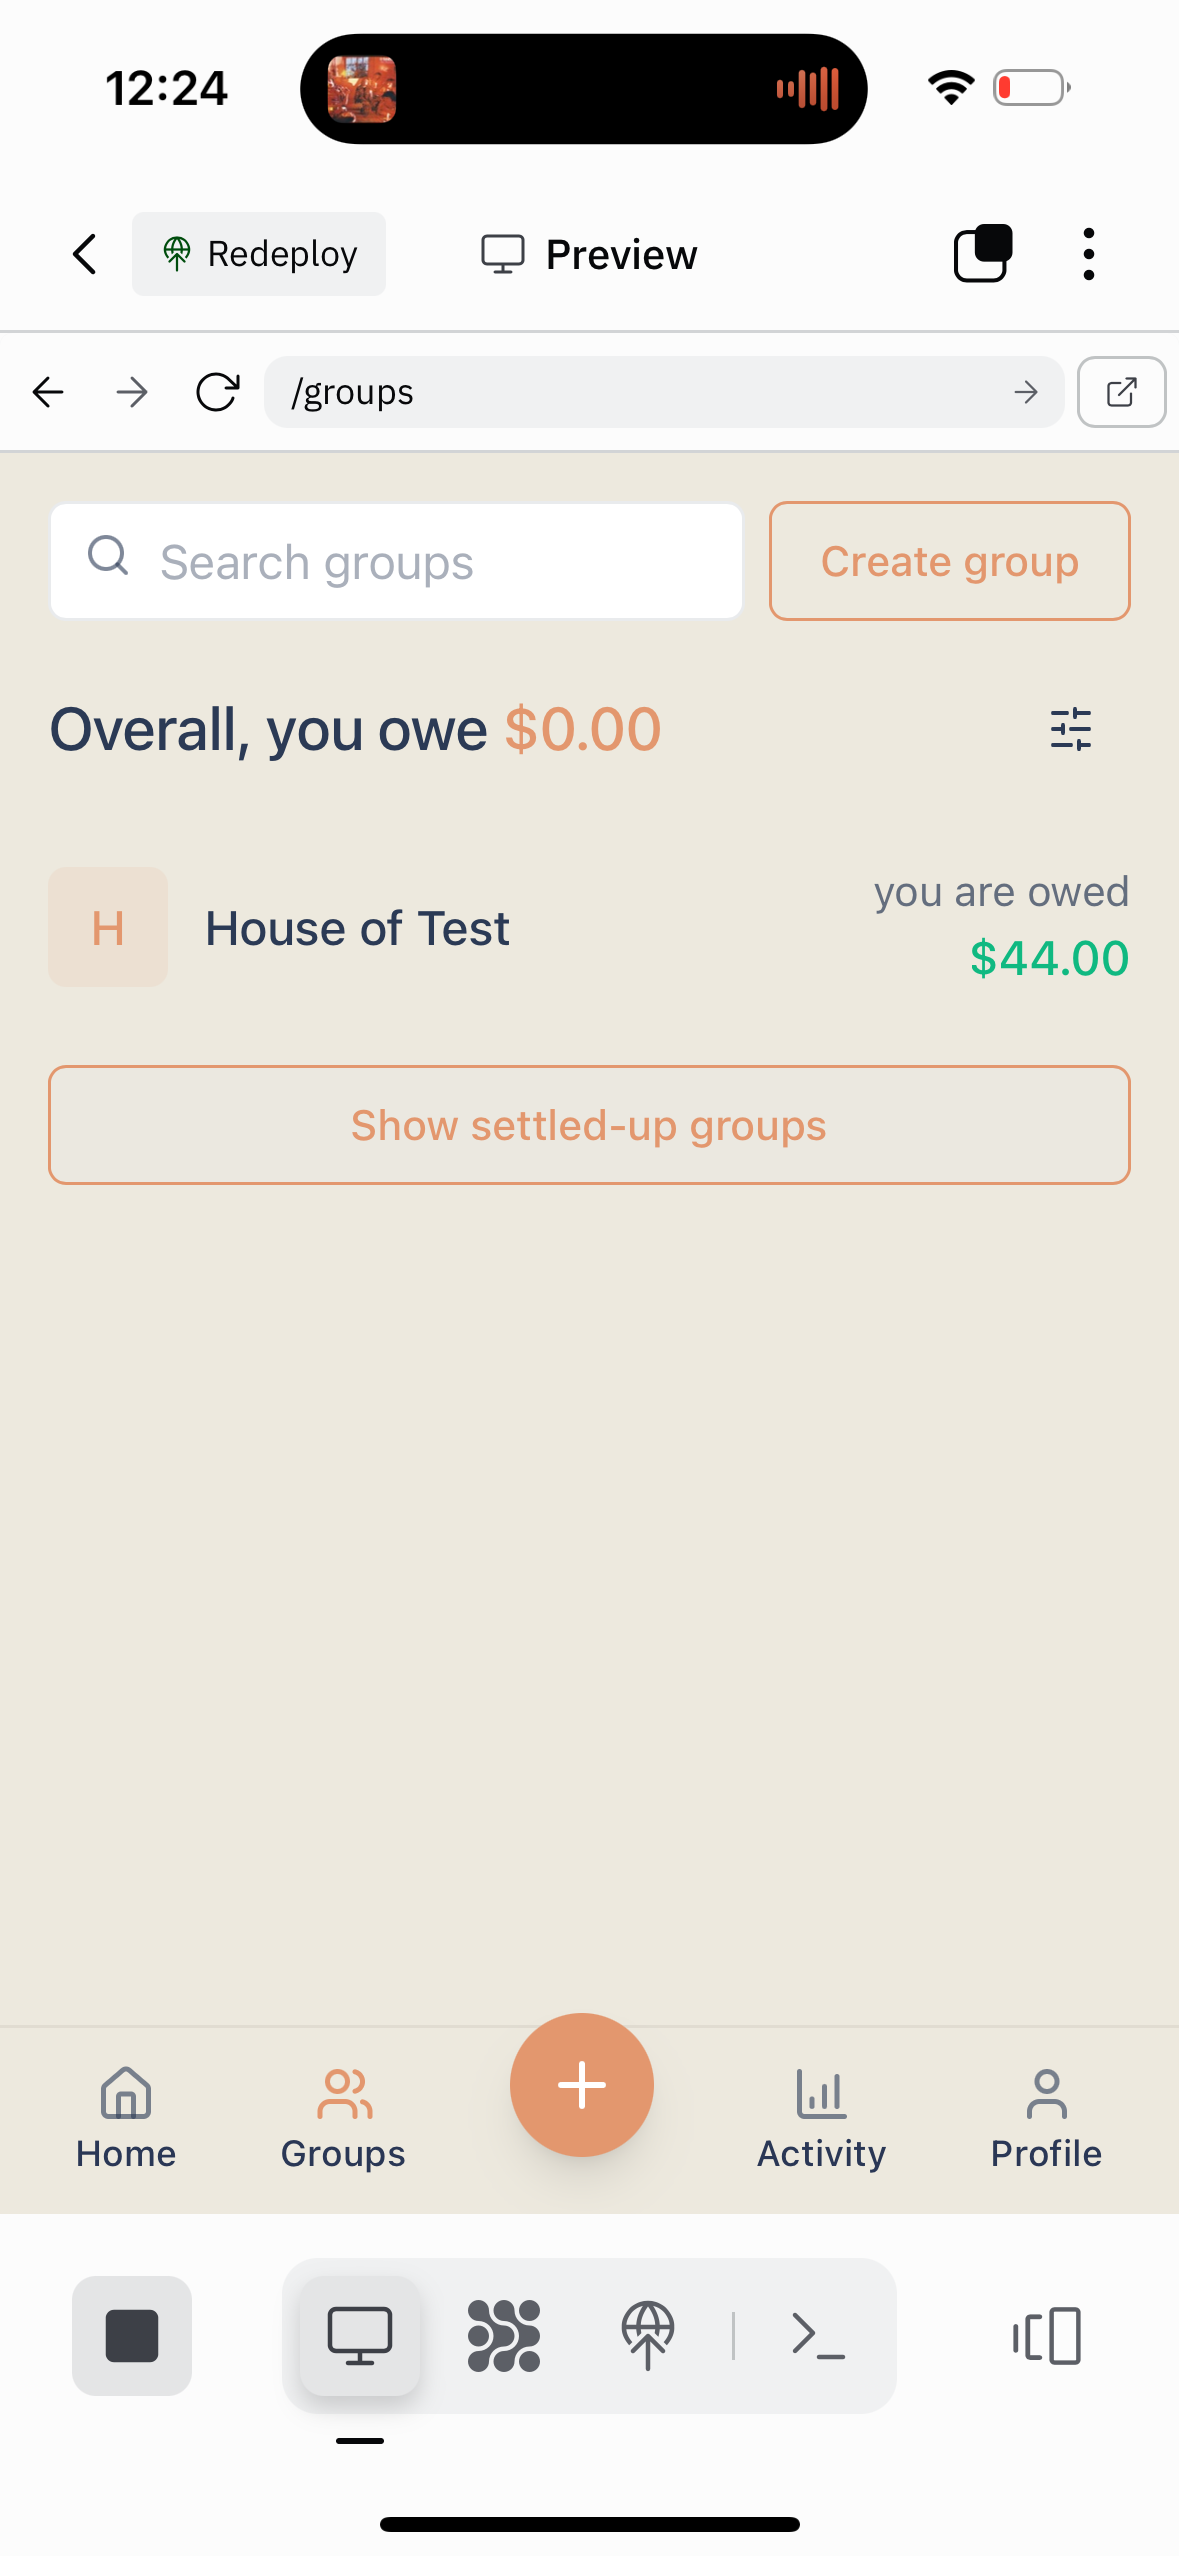 12:24
Redeploy
Preview
/groups
Search groups
Create group
Overall, you owe $0.00
H
House of Test
you are owed
$44.00
Show settled-up groups
Home
Groups
Activity
Profile